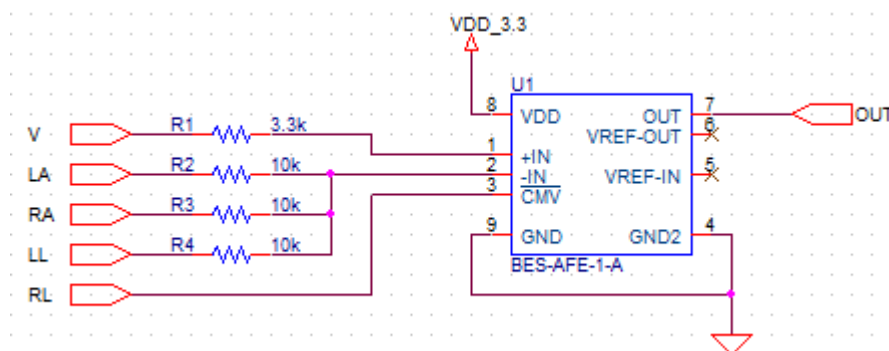 VDD_3.3
U1
8 VDD OUT 7 OUT
V R1 3.3k
VREF-OUT 6
1 +IN
LA R2 10k 2 -IN VREF-IN 5
3 CMV
RA R3 10k
9 GND GND2 4
LL R4 10k
BES-AFE-1-A
RL